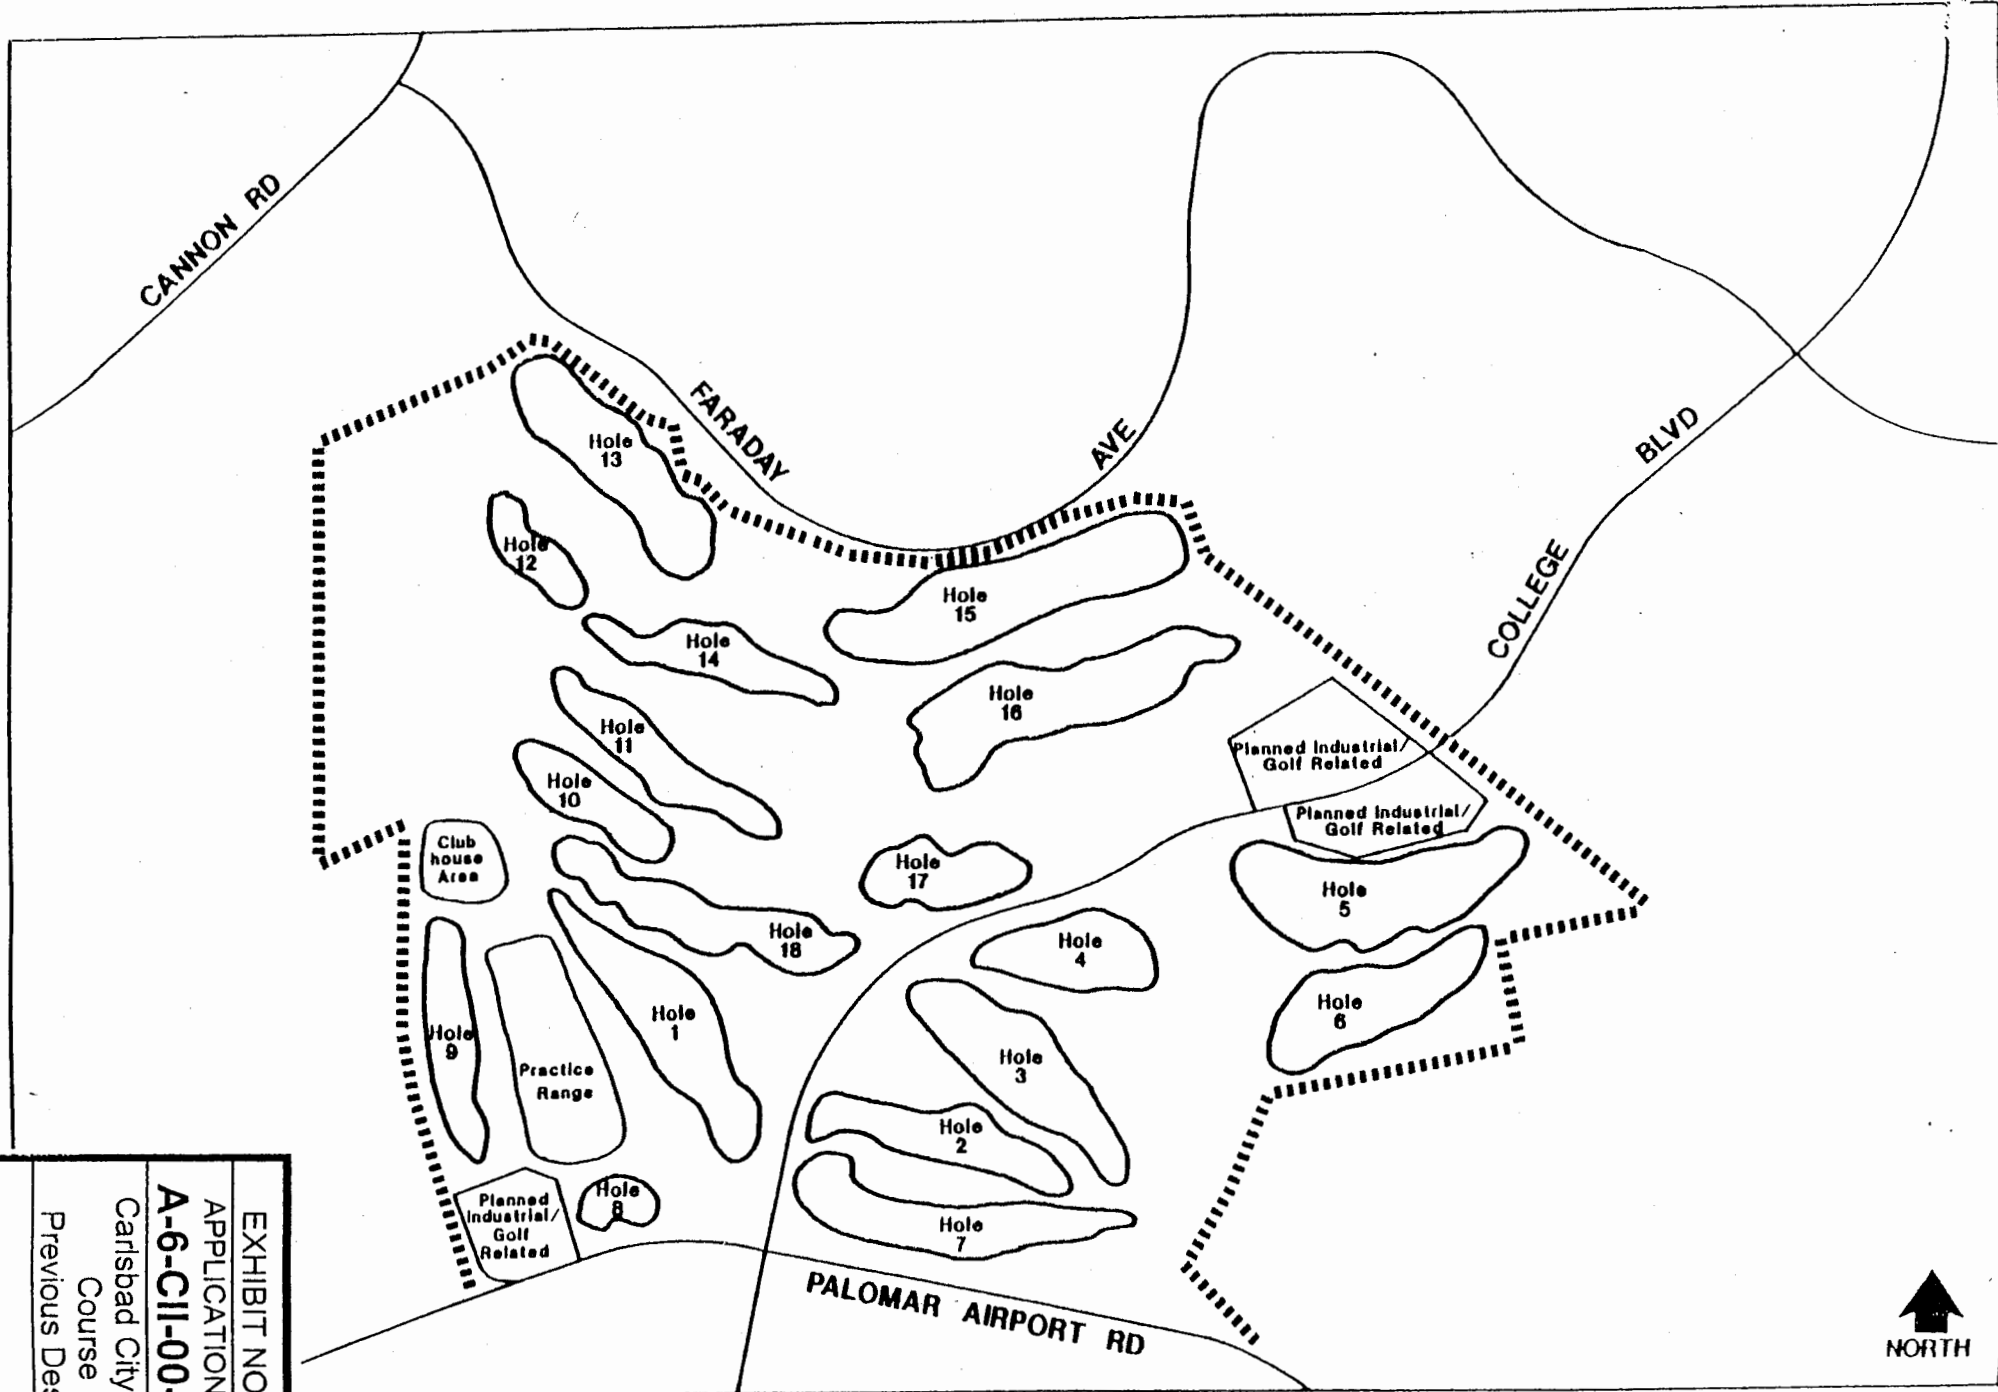 CANNON RD
FARADAY
AVE
COLLEGE
BLVD
Hole
13
Hole
12
Hole
15
Hole
14
Hole
16
Hole
11
Hole
10
Planned Industrial/
Golf Related
Planned Industrial/
Golf Related
Club
house
Area
Hole
17
Hole
5
Hole
18
Hole
4
Hole
6
Hole
9
Hole
1
Practice
Range
Hole
3
Hole
2
Hole
8
Hole
7
Planned
Industrial/
Golf
Related
PALOMAR AIRPORT RD
NORTH
EXHIBIT NO
APPLICATION
A-6-CII-00-
Carlsbad City
Course
Previous Des